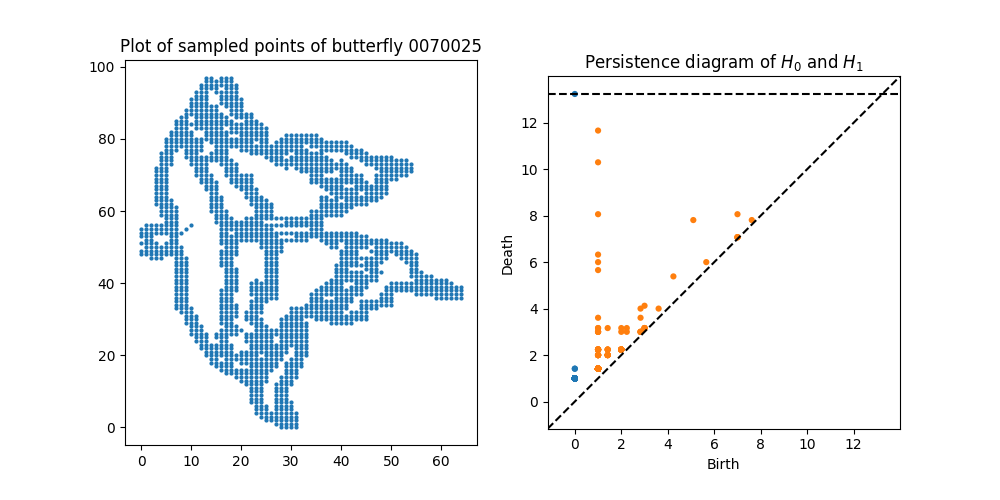 Plot of sampled points of butterfly 0070025
100
80
60
40
20
0
0 10 20 30 40 50 60
Persistence diagram of H0 and H1
Death
12
10
8
6
4
2
0
0 2 4 6 8 10 12
Birth